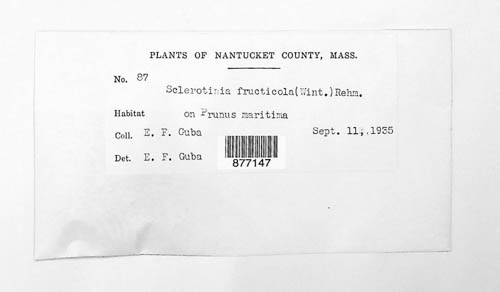 PLANTS OF NANTUCKET COUNTY, MASS.
No. 87
Sclerotinia fructicola(Wint.)Rehm.
Habitat on Prunus maritima
Coll. E. F. Guba Sept. 11,.1935
Det. E. F. Guba
877147